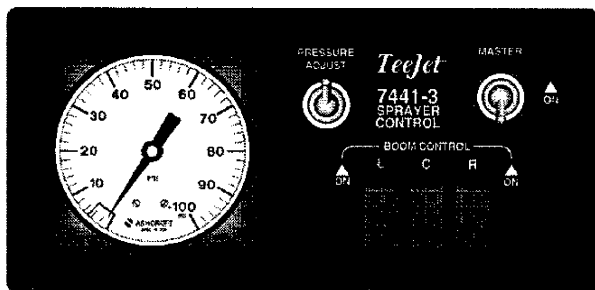 50
40
60
30
70
20
80
10
90
100
PSI
ASHCROFT
PRESSURE
ADJUST
TeeJet
7441-3
SPRAYER
CONTROL
MASTER
ON
BOOM CONTROL
L C R
ON
ON